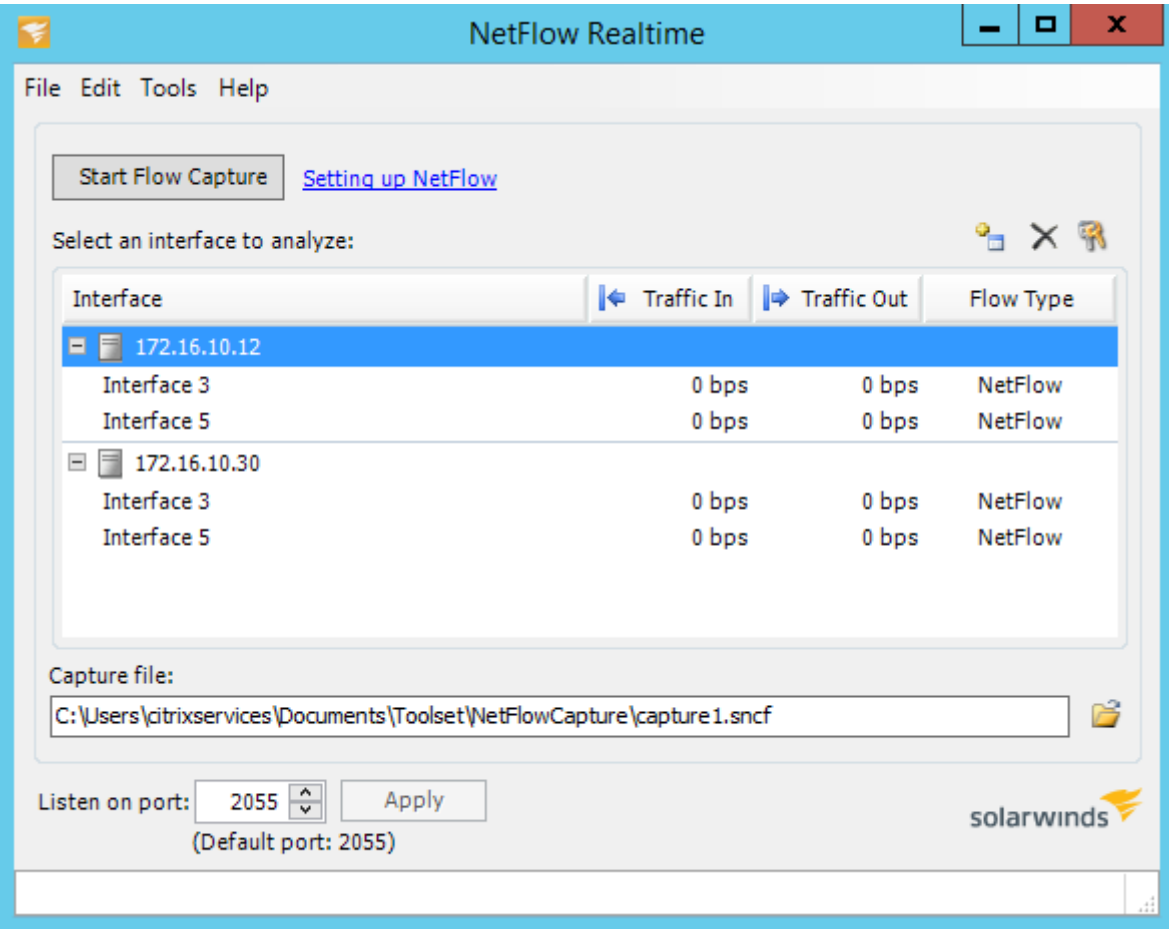 NetFlow Realtime
File Edit Tools Help
Start Flow Capture Setting up NetFlow
Select an interface to analyze:
Interface Traffic In Traffic Out Flow Type
172.16.10.12
Interface 3 0 bps 0 bps NetFlow
Interface 5 0 bps 0 bps NetFlow
172.16.10.30
Interface 3 0 bps 0 bps NetFlow
Interface 5 0 bps 0 bps NetFlow
Capture file:
C:\Users\citrixservices\Documents\Toolset\NetFlowCapture\capture1.sncf
Listen on port: 2055 Apply
(Default port: 2055)
solarwinds